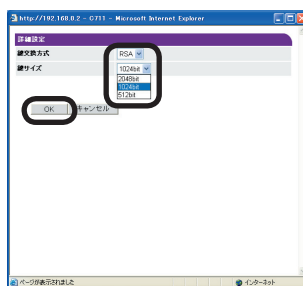 http://192.168.0.2 - C711 - Microsoft Internet Explorer
詳細設定
鍵交換方式 RSA
鍵サイズ 1024bit
2048bit
1024bit
512bit
OK キャンセル
ページが表示されました インターネット